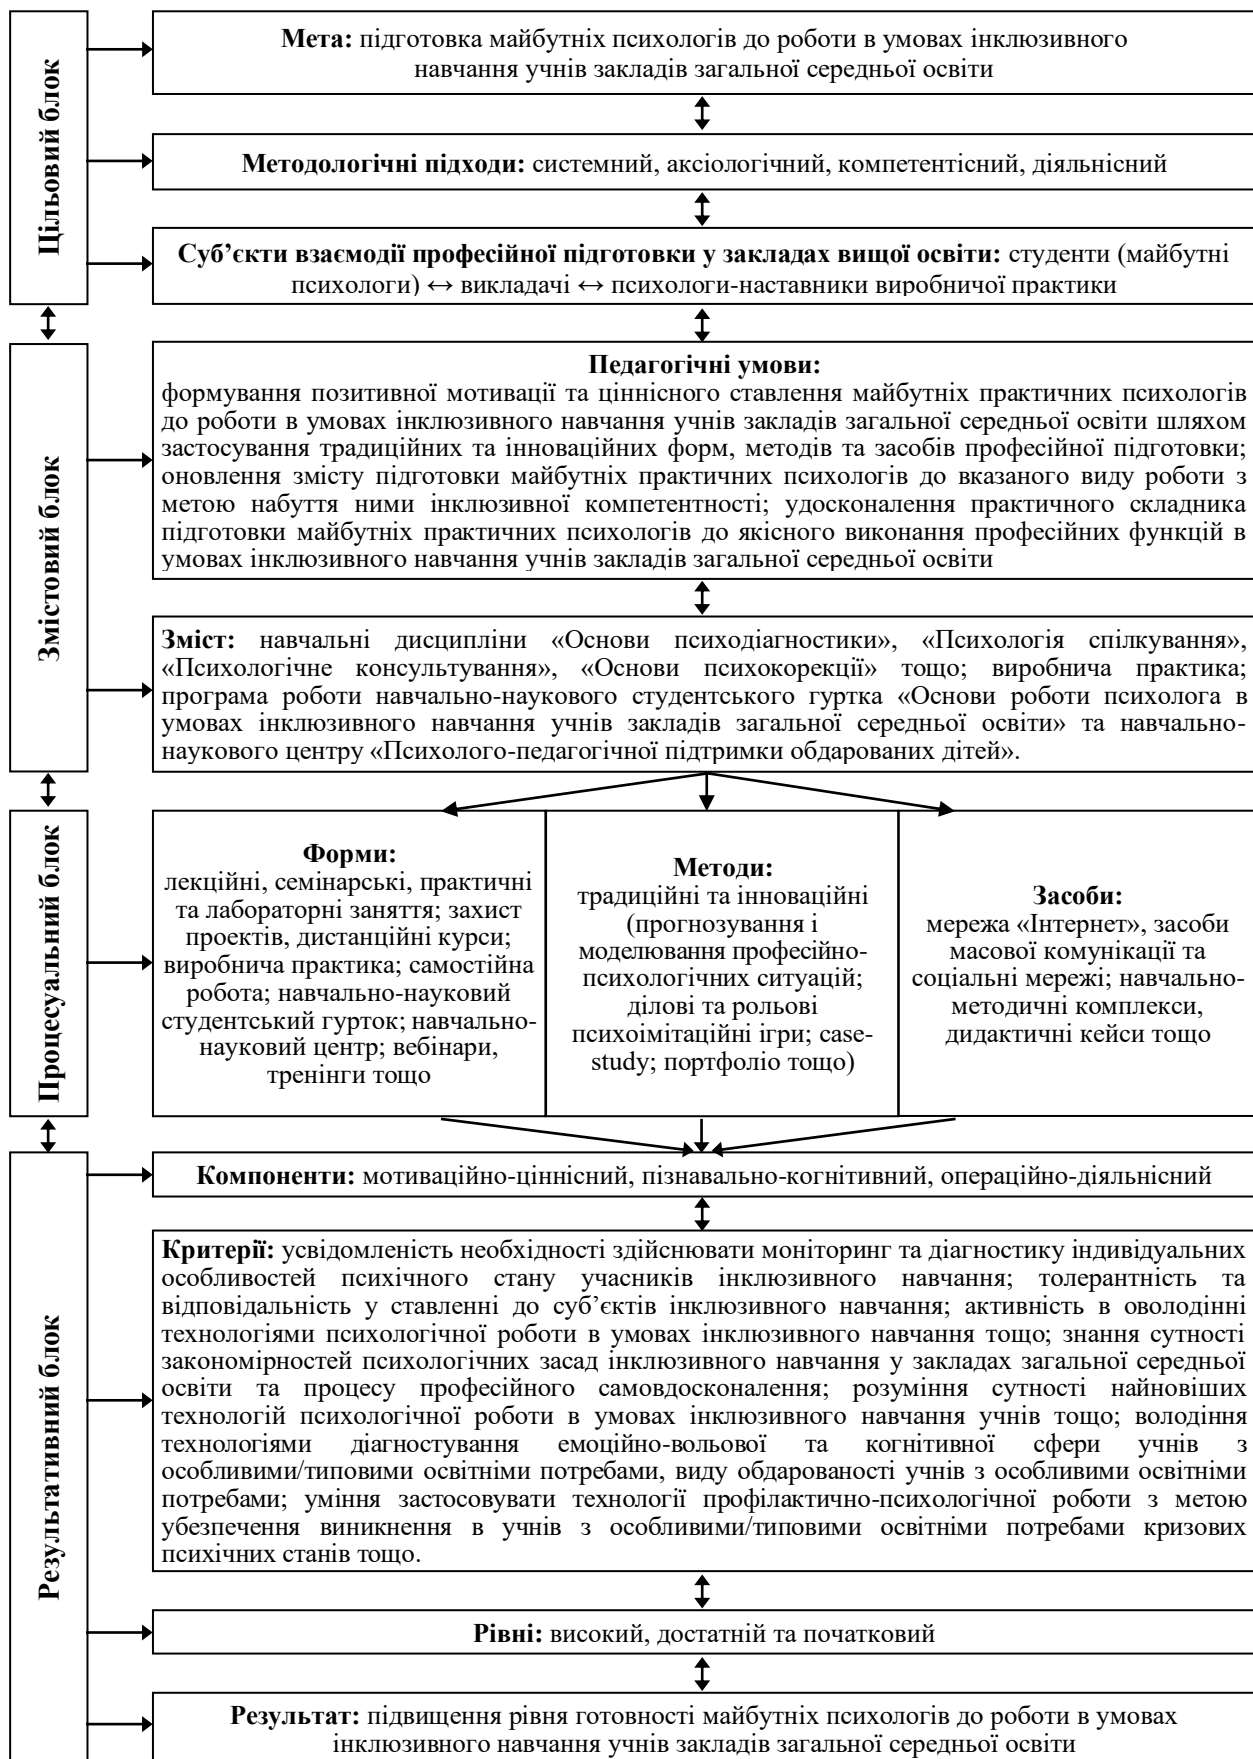 Цільовий блок
Мета: підготовка майбутніх психологів до роботи в умовах інклюзивного
навчання учнів закладів загальної середньої освіти
Методологічні підходи: системний, аксіологічний, компетентісний, діяльнісний
Суб’єкти взаємодії професійної підготовки у закладах вищої освіти: студенти (майбутні
психологи) ↔ викладачі ↔ психологи-наставники виробничої практики
Змістовий блок
Педагогічні умови:
формування позитивної мотивації та ціннісного ставлення майбутніх практичних психологів
до роботи в умовах інклюзивного навчання учнів закладів загальної середньої освіти шляхом
застосування традиційних та інноваційних форм, методів та засобів професійної підготовки;
оновлення змісту підготовки майбутніх практичних психологів до вказаного виду роботи з
метою набуття ними інклюзивної компетентності; удосконалення практичного складника
підготовки майбутніх практичних психологів до якісного виконання професійних функцій в
умовах інклюзивного навчання учнів закладів загальної середньої освіти
Зміст: навчальні дисципліни «Основи психодіагностики», «Психологія спілкування»,
«Психологічне консультування», «Основи психокорекції» тощо; виробнича практика;
програма роботи навчально-наукового студентського гуртка «Основи роботи психолога в
умовах інклюзивного навчання учнів закладів загальної середньої освіти» та навчально-
наукового центру «Психолого-педагогічної підтримки обдарованих дітей».
Процесуальний блок
Форми:
лекційні, семінарські, практичні
та лабораторні заняття; захист
проектів, дистанційні курси;
виробнича практика; самостійна
робота; навчально-науковий
студентський гурток; навчально-
науковий центр; вебінари,
тренінги тощо
Методи:
традиційні та інноваційні
(прогнозування і
моделювання професійно-
психологічних ситуацій;
ділові та рольові
психоімітаційні ігри; case-
study; портфоліо тощо)
Засоби:
мережа «Інтернет», засоби
масової комунікації та
соціальні мережі; навчально-
методичні комплекси,
дидактичні кейси тощо
Результативний блок
Компоненти: мотиваційно-ціннісний, пізнавально-когнітивний, операційно-діяльнісний
Критерії: усвідомленість необхідності здійснювати моніторинг та діагностику індивідуальних
особливостей психічного стану учасників інклюзивного навчання; толерантність та
відповідальність у ставленні до суб’єктів інклюзивного навчання; активність в оволодінні
технологіями психологічної роботи в умовах інклюзивного навчання тощо; знання сутності
закономірностей психологічних засад інклюзивного навчання у закладах загальної середньої
освіти та процесу професійного самовдосконалення; розуміння сутності найновіших
технологій психологічної роботи в умовах інклюзивного навчання учнів тощо; володіння
технологіями діагностування емоційно-вольової та когнітивної сфери учнів з
особливими/типовими освітніми потребами, виду обдарованості учнів з особливими освітніми
потребами; уміння застосовувати технології профілактично-психологічної роботи з метою
убезпечення виникнення в учнів з особливими/типовими освітніми потребами кризових
психічних станів тощо.
Рівні: високий, достатній та початковий
Результат: підвищення рівня готовності майбутніх психологів до роботи в умовах
інклюзивного навчання учнів закладів загальної середньої освіти